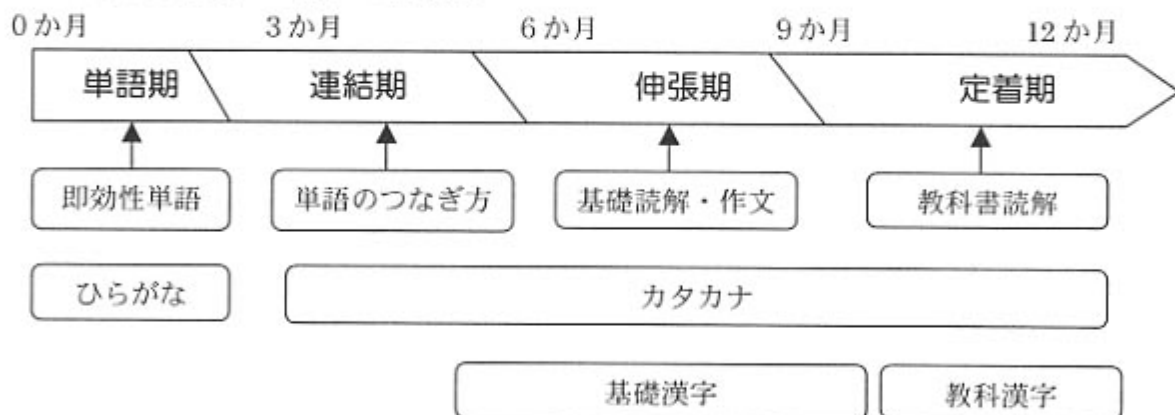 0か月 3か月 6か月 9か月 12か月
単語期 連結期 伸張期 定着期
即効性単語 単語のつなぎ方 基礎読解・作文 教科書読解
ひらがな カタカナ
基礎漢字 教科漢字